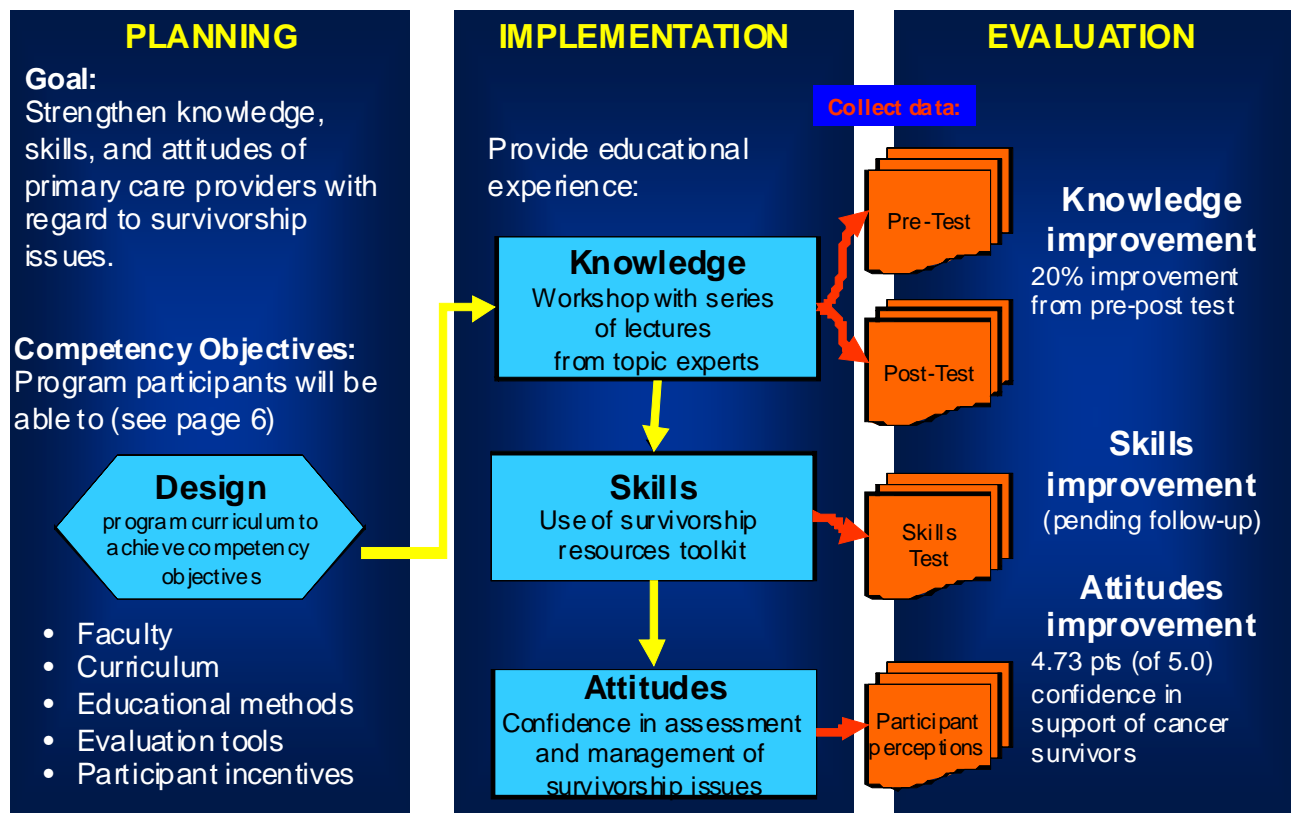 PLANNING
Goal:
Strengthen knowledge,
skills, and attitudes of
primary care providers with
regard to survivorship
issues.
Competency Objectives:
Program participants will be
able to (see page 6)
Design
program curriculum to
achieve competency
objectives
• Faculty
• Curriculum
• Educational methods
• Evaluation tools
• Participant incentives
IMPLEMENTATION
Provide educational
experience:
Knowledge
Workshop with series
of lectures
from topic experts
Skills
Use of survivorship
resources toolkit
Attitudes
Confidence in assessment
and management of
survivorship issues
EVALUATION
Collect data:
Pre-Test
Post-Test
Skills
Test
Participant
perceptions
Knowledge
improvement
20% improvement
from pre-post test
Skills
improvement
(pending follow-up)
Attitudes
improvement
4.73 pts (of 5.0)
confidence in
support of cancer
survivors